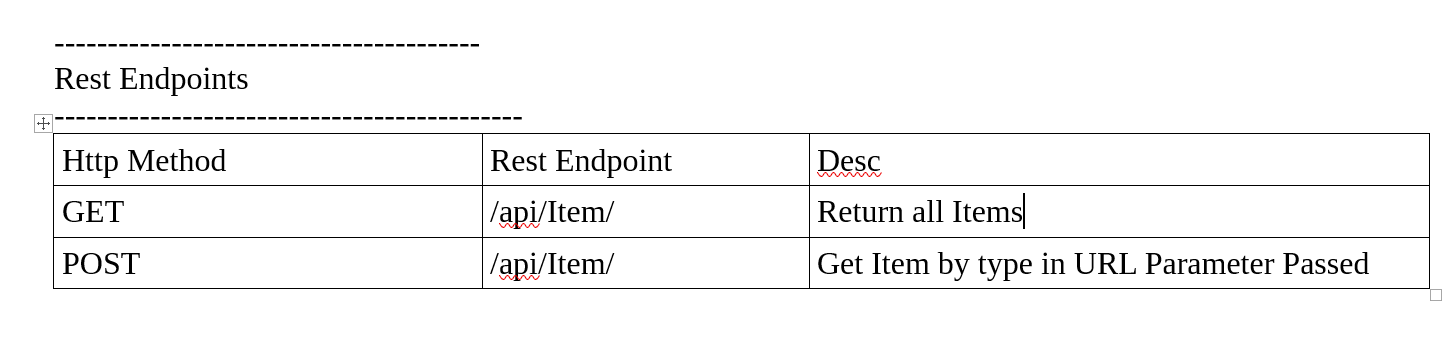 ----------------------------------------
Rest Endpoints
--------------------------------------------
Http Method Rest Endpoint Desc
GET /api/Item/ Return all Items
POST /api/Item/ Get Item by type in URL Parameter Passed